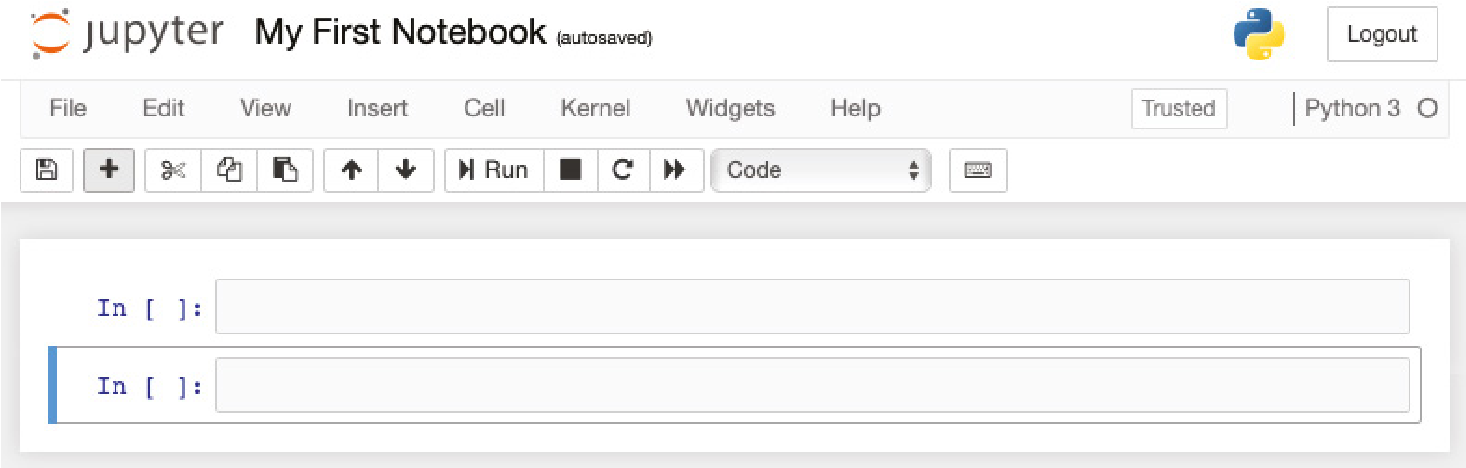 jupyter My First Notebook (autosaved) Logout
File Edit View Insert Cell Kernel Widgets Help Trusted Python 3
Run Code
In [ ]:
In [ ]: